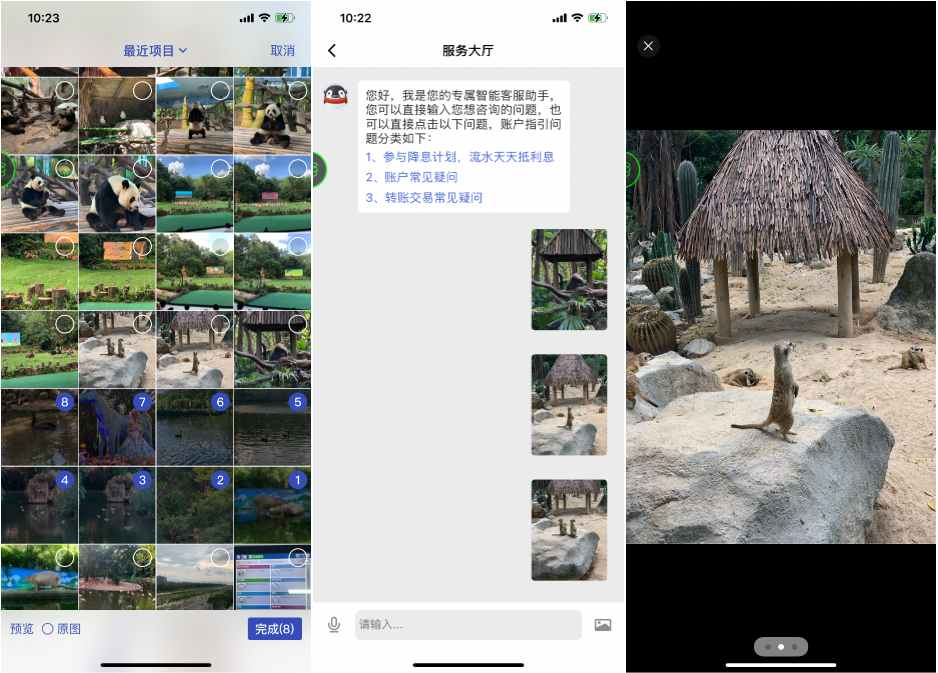 10:23
最近项目
取消
8
7
6
5
4
3
2
1
预览
原图
完成(8)
10:22
服务大厅
您好，我是您的专属智能客服助手，
您可以直接输入您想咨询的问题，也
可以直接点击以下问题，账户指引问
题分类如下：
1、参与降息计划，流水天天抵利息
2、账户常见疑问
3、转账交易常见疑问
请输入...